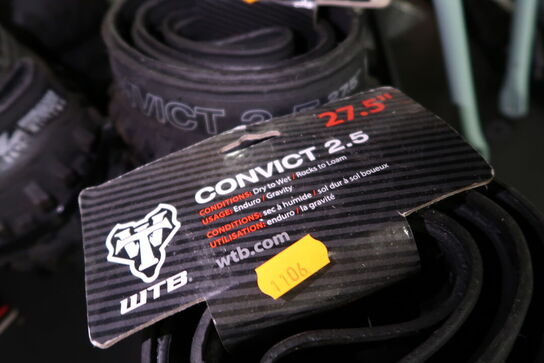 CONVICT 2.5
27.5"
CONVICT 2.5
CONDITIONS: Dry to Wet / Rocks to Loam
USAGE: Enduro / Gravity
CONDITIONS: sec à humide / sol dur à sol boueux
UTILISATION: enduro / la gravité
wtb.com
WTB
1106